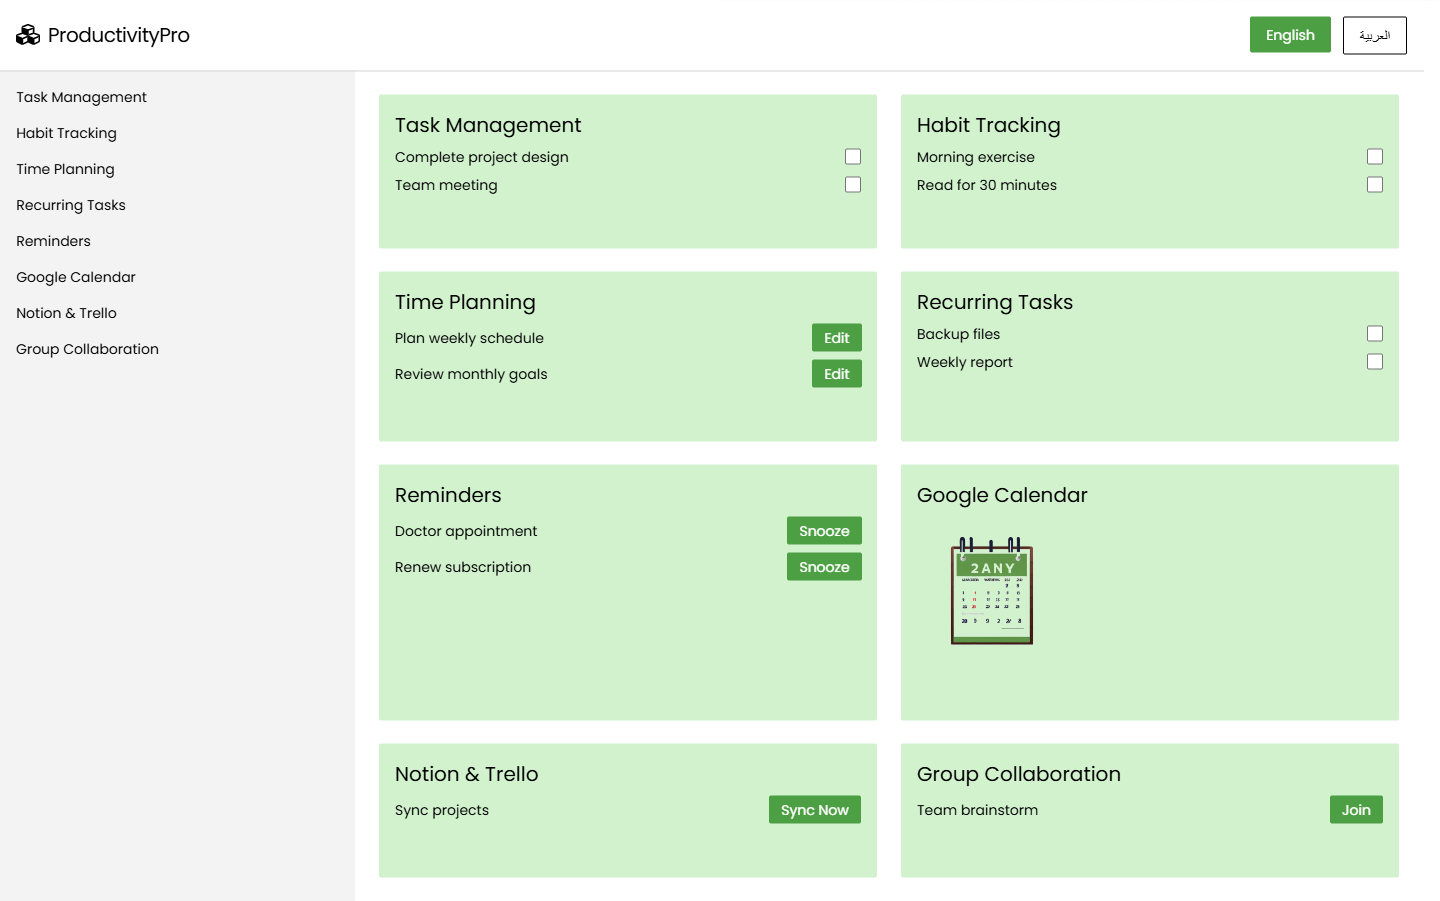 ProductivityPro
English
العربية
Task Management
Habit Tracking
Time Planning
Recurring Tasks
Reminders
Google Calendar
Notion & Trello
Group Collaboration
Task Management
Complete project design
Team meeting
Habit Tracking
Morning exercise
Read for 30 minutes
Time Planning
Plan weekly schedule
Edit
Review monthly goals
Edit
Recurring Tasks
Backup files
Weekly report
Reminders
Doctor appointment
Snooze
Renew subscription
Snooze
Google Calendar
2ANY
Notion & Trello
Sync projects
Sync Now
Group Collaboration
Team brainstorm
Join